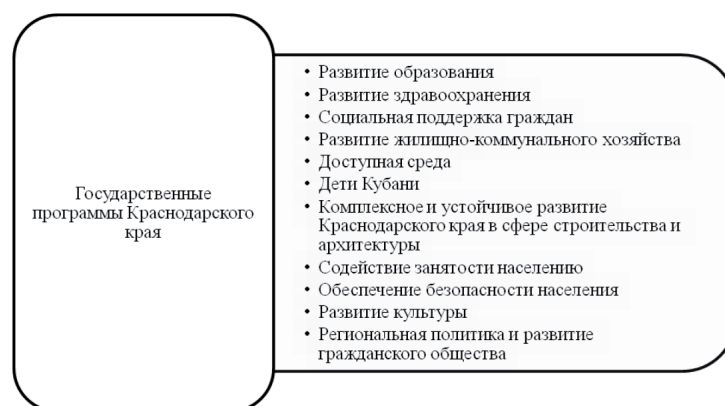 Государственные
программы Краснодарского
края
• Развитие образования
• Развитие здравоохранения
• Социальная поддержка граждан
• Развитие жилищно-коммунального хозяйства
• Доступная среда
• Дети Кубани
• Комплексное и устойчивое развитие
Краснодарского края в сфере строительства и
архитектуры
• Содействие занятости населению
• Обеспечение безопасности населения
• Развитие культуры
• Региональная политика и развитие
гражданского общества